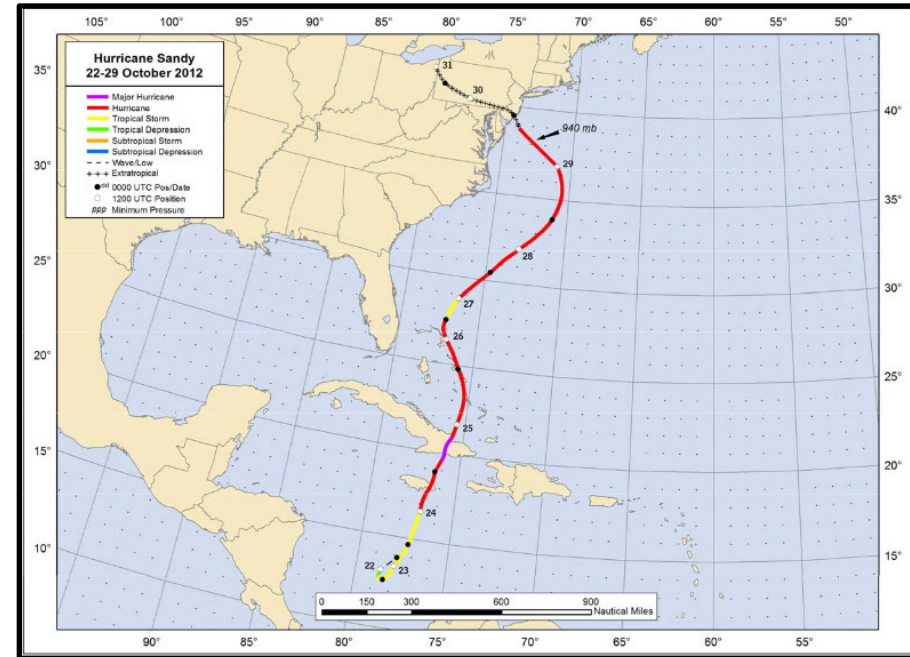 105° 95° 90° 85° 80° 75° 70° 65° 60° 55° 50°
Hurricane Sandy
22-29 October 2012
Major Hurricane
Hurricane
Tropical Storm
Tropical Depression
Subtropical Storm
Subtropical Depression
Wave/Low
Extratropical
dd 0000 UTC Pos/Date
1200 UTC Position
PPP Minimum Pressure
35°
30°
25°
20°
15°
10°
31
30
940 mb
29
28
27
26
25
24
22
23
40°
35°
30°
25°
20°
15°
0 150 300 600 900
Nautical Miles
90° 85° 80° 75° 70° 65° 60° 55°